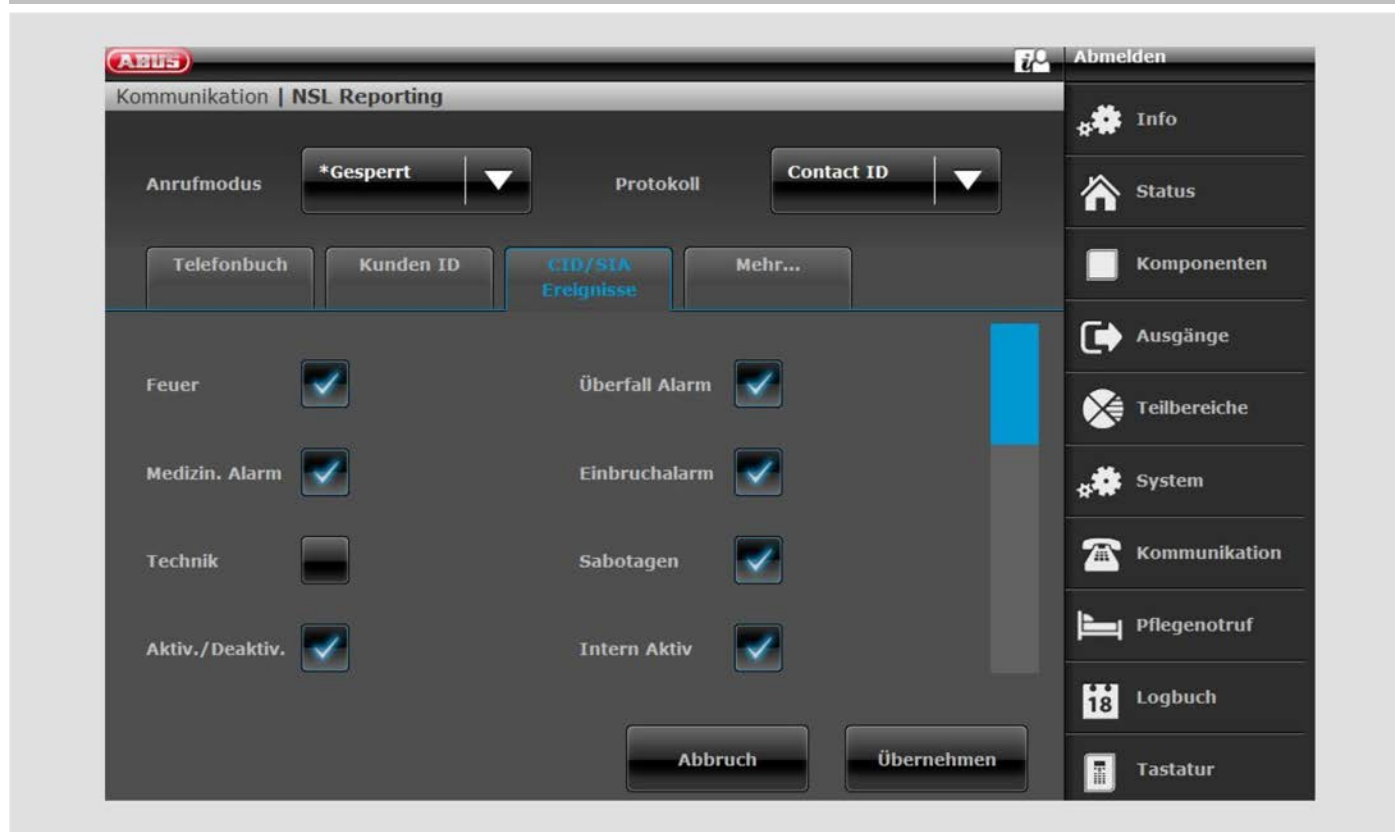 ABUS
Kommunikation | NSL Reporting
Anrufmodus
*Gesperrt
Protokoll
Contact ID
Telefonbuch
Kunden ID
CID/SIA
Ereignisse
Mehr...
Feuer
Überfall Alarm
Medizin. Alarm
Einbruchalarm
Technik
Sabotagen
Aktiv./Deaktiv.
Intern Aktiv
Abbruch
Übernehmen
Abmelden
Info
Status
Komponenten
Ausgänge
Teilbereiche
System
Kommunikation
Pflegenotruf
18
Logbuch
Tastatur